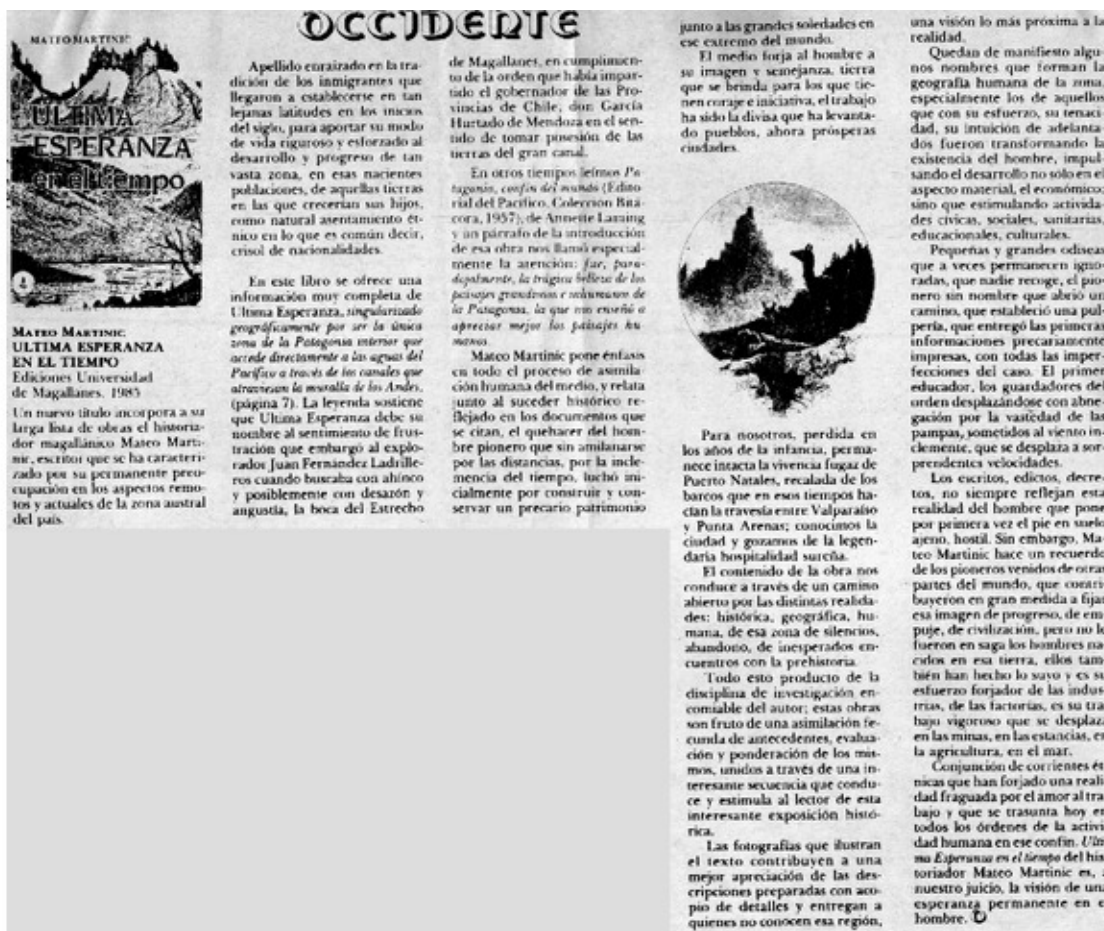 OCCIDENTE
MATEO MARTINIC
ULTIMA
ESPERANZA
en el tiempo
MATEO MARTINIC
ULTIMA ESPERANZA
EN EL TIEMPO
Ediciones Universidad
de Magallanes. 1985
Un nuevo título incorpora a su
larga lista de obras el historia-
dor magallánico Mateo Marti-
nic, escritor que se ha caracteri-
zado por su permanente preo-
cupación en los aspectos remo-
tos y actuales de la zona austral
del país.
Apellido enraizado en la tra-
dición de los inmigrantes que
llegaron a establecerse en tan
lejanas latitudes en los inicios
del siglo, para aportar su modo
de vida riguroso y esforzado al
desarrollo y progreso de tan
vasta zona, en esas nacientes
poblaciones, de aquellas tierras
en las que crecerían sus hijos,
como natural asentamiento ét-
nico en lo que es común decir,
crisol de nacionalidades.
En este libro se ofrece una
información muy completa de
Ultima Esperanza, singularizado
geográficamente por ser la única
zona de la Patagonia interior que
accede directamente a las aguas del
Pacífico a través de los canales que
atraviesan la muralla de los Andes.
(página 7). La leyenda sostiene
que Ultima Esperanza debe su
nombre al sentimiento de frus-
tración que embargó al explo-
rador Juan Fernández Ladrille-
ros cuando buscaba con ahínco
y posiblemente con desazón y
angustia, la boca del Estrecho
de Magallanes, en cumplimien-
to de la orden que había impar-
tido el gobernador de las Pro-
vincias de Chile, don García
Hurtado de Mendoza en el sen-
tido de tomar posesión de las
tierras del gran canal.
En otros tiempos leímos Pa-
tagonia, confín del mundo (Edito-
rial del Pacífico. Colección Bitá-
cora, 1957), de Annette Laraing
y un párrafo de la introducción
de esa obra nos llamó especial-
mente la atención: fue, para-
dojalmente, la trágica belleza de los
paisajes grandiosos e inhumanos de
la Patagonia, la que me enseñó a
apreciar mejor los paisajes hu-
manos.
Mateo Martinic pone énfasis
en todo el proceso de asimila-
ción humana del medio, y relata
junto al suceder histórico re-
flejado en los documentos que
se citan, el quehacer del hom-
bre pionero que sin amilanarse
por las distancias, por la incle-
mencia del tiempo, luchó ini-
cialmente por construir y con-
servar un precario patrimonio
junto a las grandes soledades en
ese extremo del mundo.
El medio forja al hombre a
su imagen y semejanza, tierra
que se brinda para los que tie-
nen coraje e iniciativa, el trabajo
ha sido la divisa que ha levanta-
do pueblos, ahora prósperas
ciudades.
Para nosotros, perdida en
los años de la infancia, perma-
nece intacta la vivencia fugaz de
Puerto Natales, recalada de los
barcos que en esos tiempos ha-
cían la travesía entre Valparaíso
y Punta Arenas; conocimos la
ciudad y gozamos de la legen-
daria hospitalidad sureña.
El contenido de la obra nos
conduce a través de un camino
abierto por las distintas realida-
des: histórica, geográfica, hu-
mana, de esa zona de silencios,
abandono, de inesperados en-
cuentros con la prehistoria.
Todo esto producto de la
disciplina de investigación en-
comiable del autor; estas obras
son fruto de una asimilación fe-
cunda de antecedentes, evalua-
ción y ponderación de los mis-
mos, unidos a través de una in-
teresante secuencia que condu-
ce y estimula al lector de esta
interesante exposición histó-
rica.
Las fotografías que ilustran
el texto contribuyen a una
mejor apreciación de las des-
cripciones preparadas con aco-
pio de detalles y entregan a
quienes no conocen esa región,
una visión lo más próxima a la
realidad.
Quedan de manifiesto algu-
nos nombres que forman la
geografía humana de la zona,
especialmente los de aquellos
que con su esfuerzo, su tenaci-
dad, su intuición de adelanta-
dos fueron transformando la
existencia del hombre, impul-
sando el desarrollo no sólo en el
aspecto material, el económico;
sino que estimulando activida-
des cívicas, sociales, sanitarias,
educacionales, culturales.
Pequeñas y grandes odiseas
que a veces permanecen igno-
radas, que nadie recoge, el pio-
nero sin nombre que abrió un
camino, que estableció una pul-
pería, que entregó las primeras
informaciones precariamente
impresas, con todas las imper-
fecciones del caso. El primer
educador, los guardadores del
orden desplazándose con abne-
gación por la vastedad de las
pampas, sometidos al viento in-
clemente, que se desplaza a sor-
prendentes velocidades.
Los escritos, edictos, decre-
tos, no siempre reflejan esta
realidad del hombre que pone
por primera vez el pie en suelo
ajeno, hostil. Sin embargo, Ma-
teo Martinic hace un recuerdo
de los pioneros venidos de otras
partes del mundo, que contri-
buyeron en gran medida a fijar
esa imagen de progreso, de em-
puje, de civilización, pero no le
fueron en saga los hombres na-
cidos en esa tierra, ellos tam-
bién han hecho lo suyo y es su
esfuerzo forjador de las indus-
trias, de las factorías, es su tra-
bajo vigoroso que se desplaza
en las minas, en las estancias, en
la agricultura, en el mar.
Conjunción de corrientes ét-
nicas que han forjado una reali-
dad fraguada por el amor al tra-
bajo y que se trasunta hoy en
todos los órdenes de la activi-
dad humana en ese confín. Ulti-
ma Esperanza en el tiempo del his-
toriador Mateo Martinic es, a
nuestro juicio, la visión de una
esperanza permanente en el
hombre.